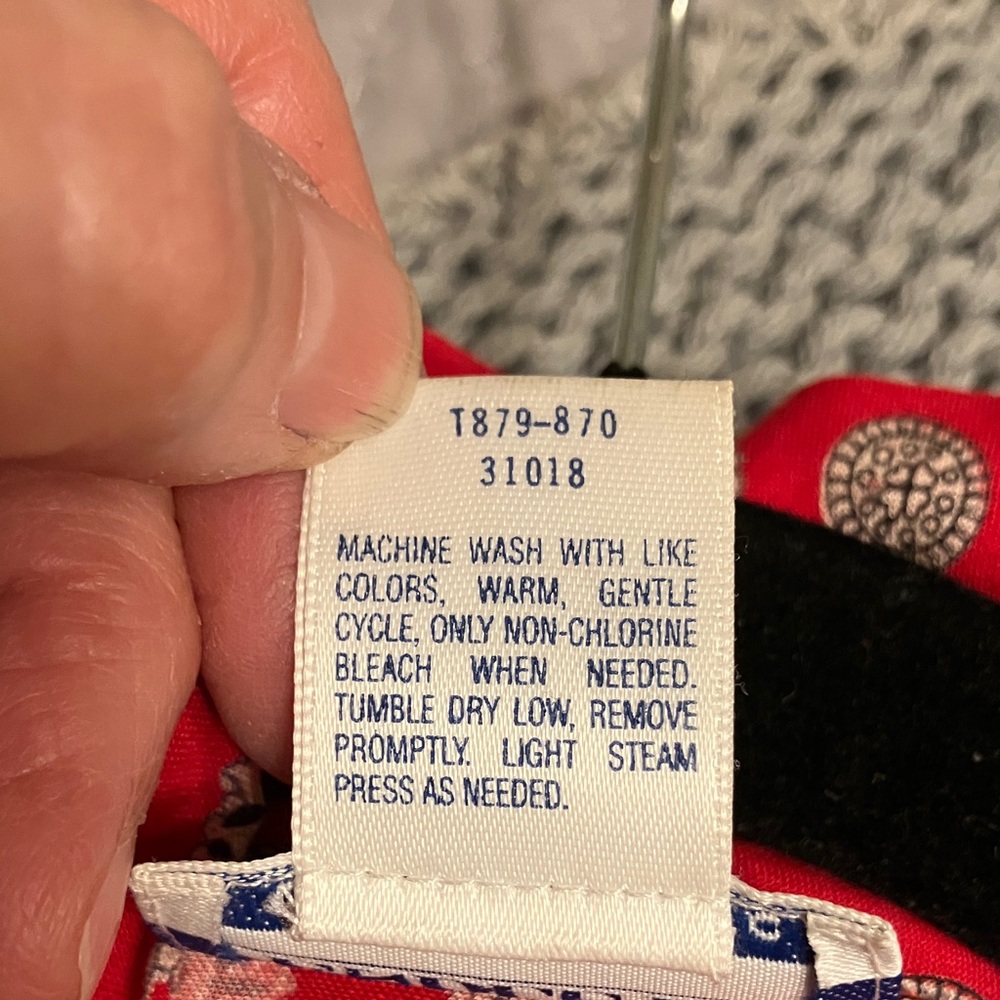 T879-870
31018
MACHINE WASH WITH LIKE
COLORS, WARM, GENTLE
CYCLE, ONLY NON-CHLORINE
BLEACH WHEN NEEDED.
TUMBLE DRY LOW, REMOVE
PROMPTLY. LIGHT STEAM
PRESS AS NEEDED.